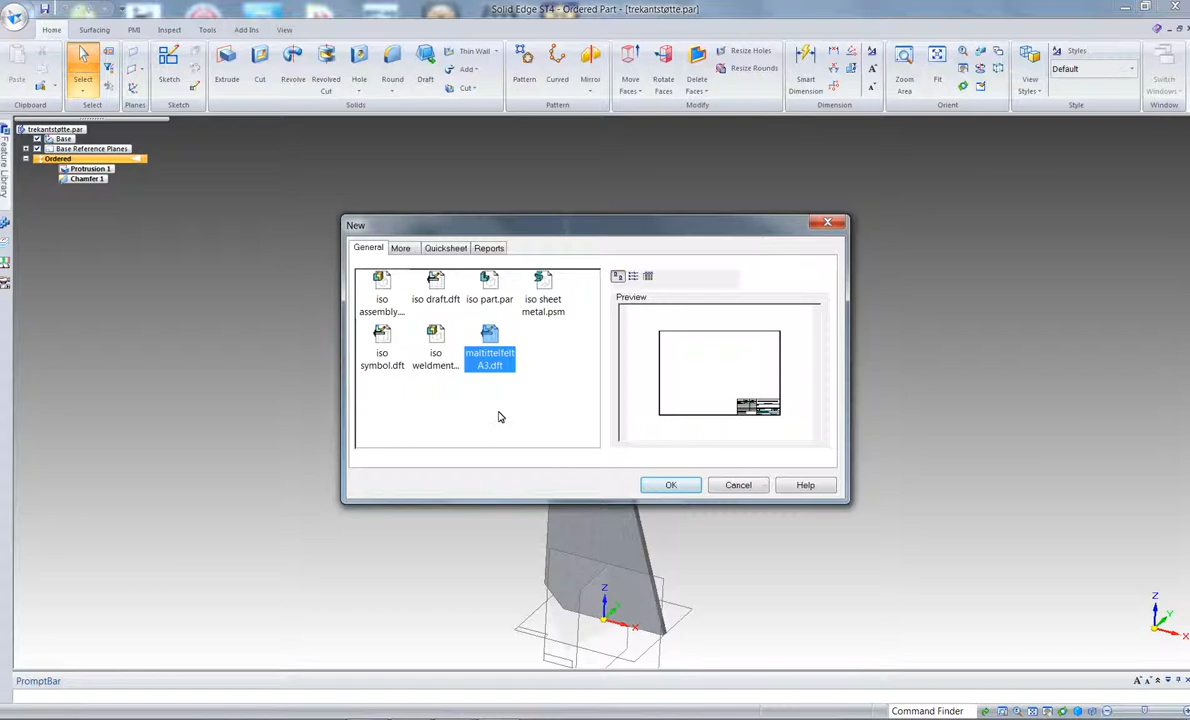 Solid Edge ST4 - Ordered Part - [trekantstøtte.par]
Home Surfacing PMI Inspect Tools Add Ins View
Paste Select Sketch Extrude Cut Revolve Revolved Cut Hole Round Draft Thin Wall Add Cut Pattern Curved Mirror Move Faces Rotate Faces Delete Faces Resize Holes Resize Rounds Smart Dimension Zoom Area Fit View Styles Styles Default Switch Windows
Clipboard Select Planes Sketch Solids Pattern Modify Dimension Orient Style Window
Feature Library
trekantstøtte.par
Base
Base Reference Planes
Ordered
Protrusion 1
Chamfer 1
New
General More Quicksheet Reports
iso assembly.... iso draft.dft iso part.par iso sheet metal.psm
iso symbol.dft iso weldment... maltittelfelt A3.dft
Preview
OK Cancel Help
Z
X
Z
Y
X
PromptBar
Command Finder